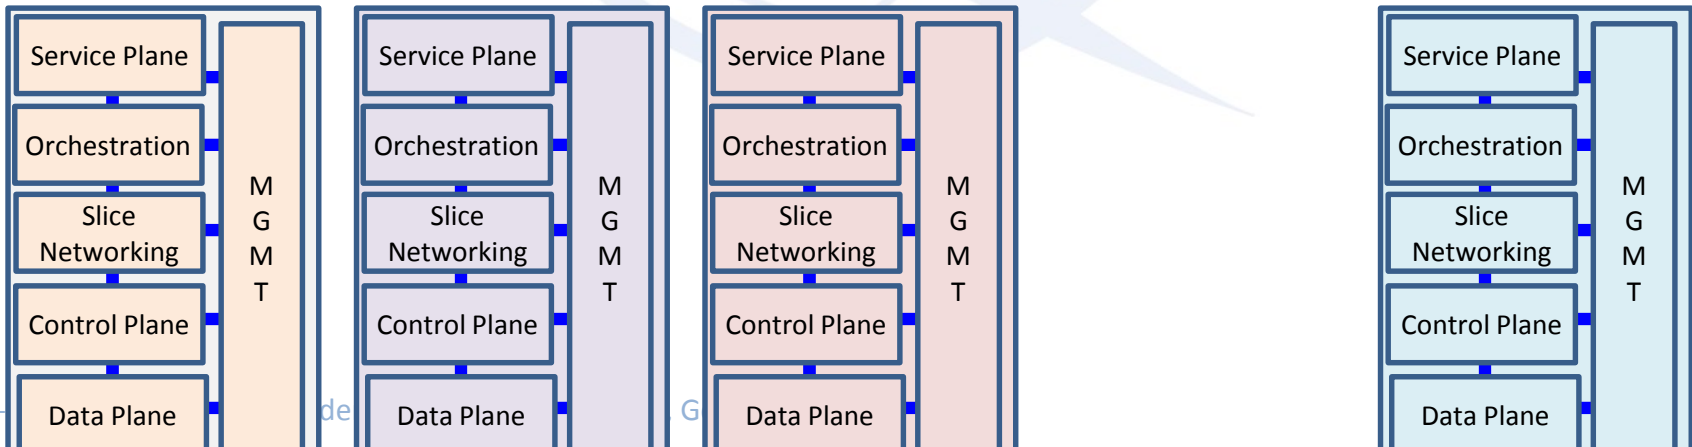 Service Plane
Orchestration
Slice
Networking
Control Plane
Data Plane
M
G
M
T
Service Plane
Orchestration
Slice
Networking
Control Plane
Data Plane
M
G
M
T
Service Plane
Orchestration
Slice
Networking
Control Plane
Data Plane
M
G
M
T
Service Plane
Orchestration
Slice
Networking
Control Plane
Data Plane
M
G
M
T